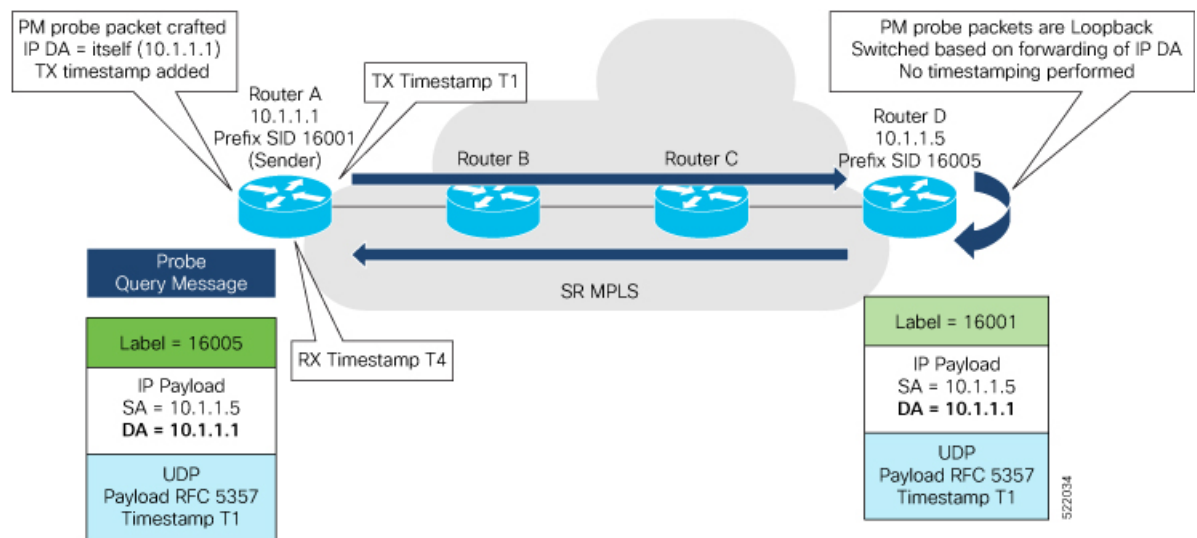 PM probe packet crafted
IP DA = itself (10.1.1.1)
TX timestamp added
TX Timestamp T1
PM probe packets are Loopback
Switched based on forwarding of IP DA
No timestamping performed
Router A
10.1.1.1
Prefix SID 16001
(Sender)
Router B
Router C
Router D
10.1.1.5
Prefix SID 16005
Probe
Query Message
SR MPLS
RX Timestamp T4
Label = 16005
IP Payload
SA = 10.1.1.5
DA = 10.1.1.1
UDP
Payload RFC 5357
Timestamp T1
Label = 16001
IP Payload
SA = 10.1.1.5
DA = 10.1.1.1
UDP
Payload RFC 5357
Timestamp T1
522034